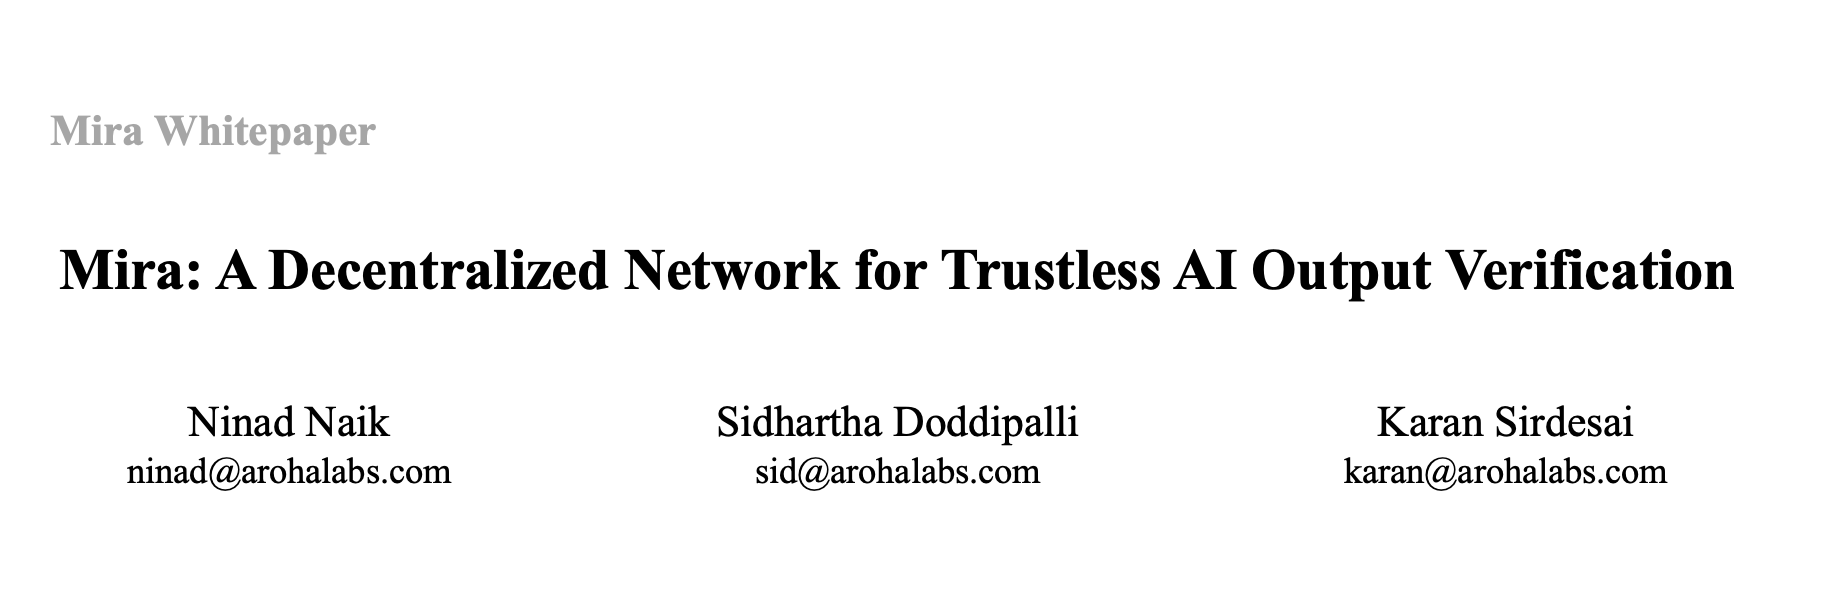 Mira Whitepaper
Mira: A Decentralized Network for Trustless AI Output Verification
Ninad Naik
Sidhartha Doddipalli
Karan Sirdesai
ninad@arohalabs.com
sid@arohalabs.com
karan@arohalabs.com